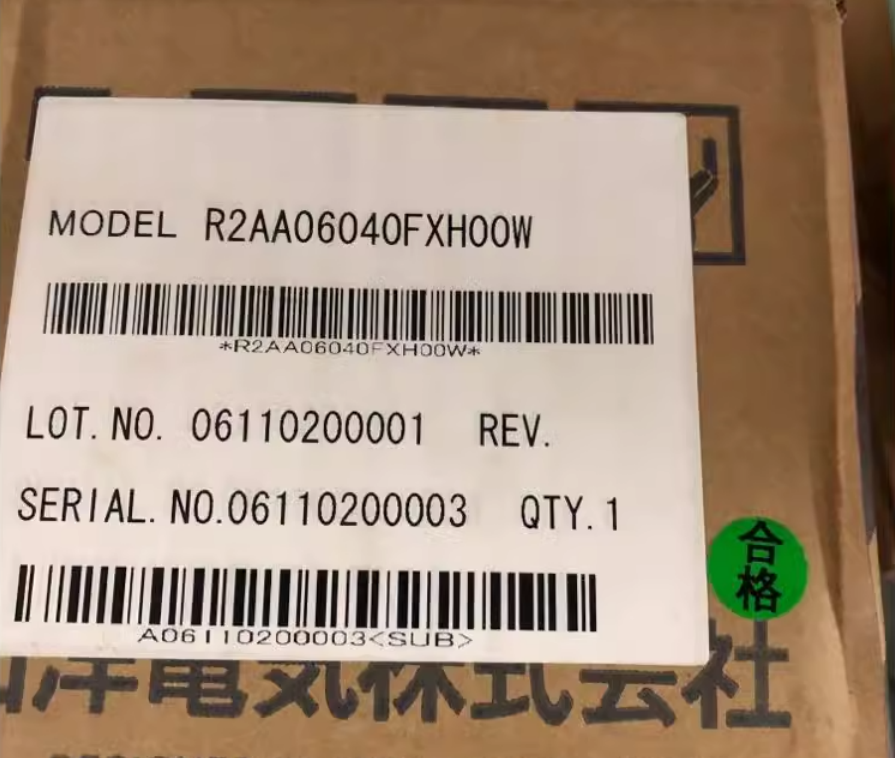 MODEL R2AA06040FXH00W
*R2AA06040FXH00W*
LOT. NO. 06110200001 REV.
SERIAL. NO.06110200003 QTY. 1
A06110200003<SUB>
合格
洋電気株式会社